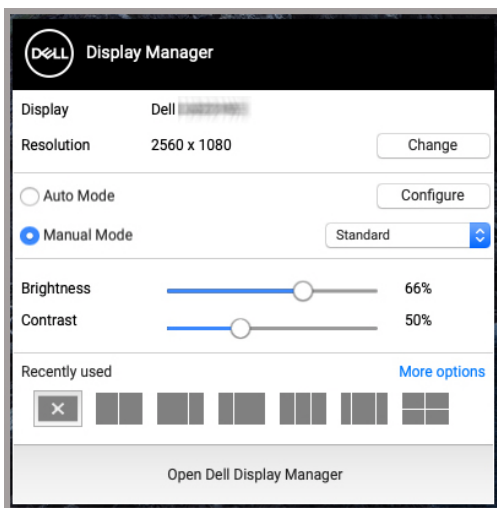 DELL Display Manager
Display Dell
Resolution 2560 x 1080 Change
Auto Mode Configure
Manual Mode Standard
Brightness 66%
Contrast 50%
Recently used More options
Open Dell Display Manager